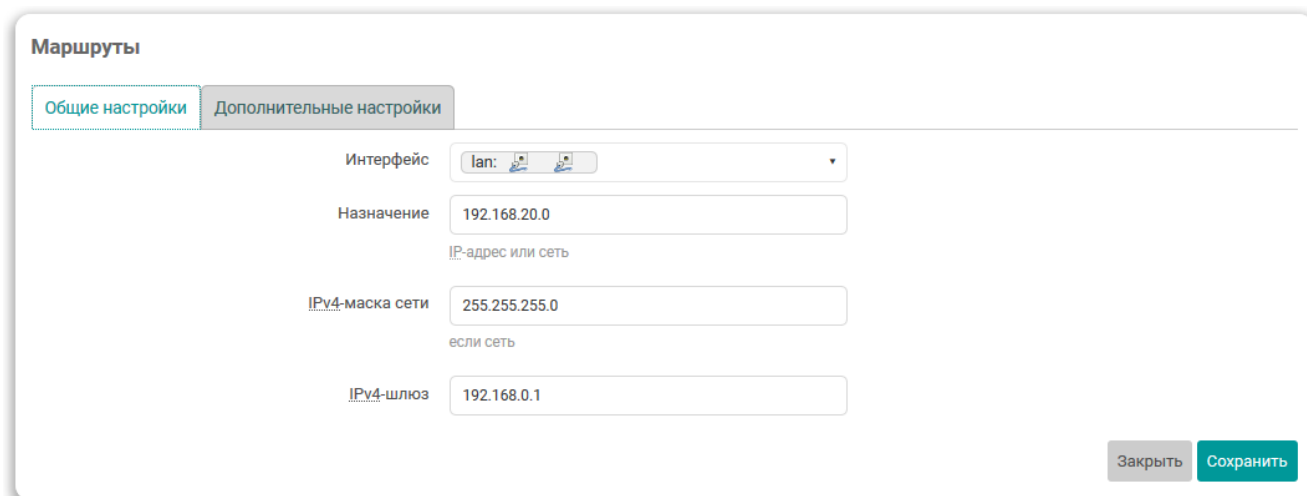 Маршруты
Общие настройки Дополнительные настройки
Интерфейс lan:
Назначение 192.168.20.0
IP-адрес или сеть
IPv4-маска сети 255.255.255.0
если сеть
IPv4-шлюз 192.168.0.1
Закрыть Сохранить